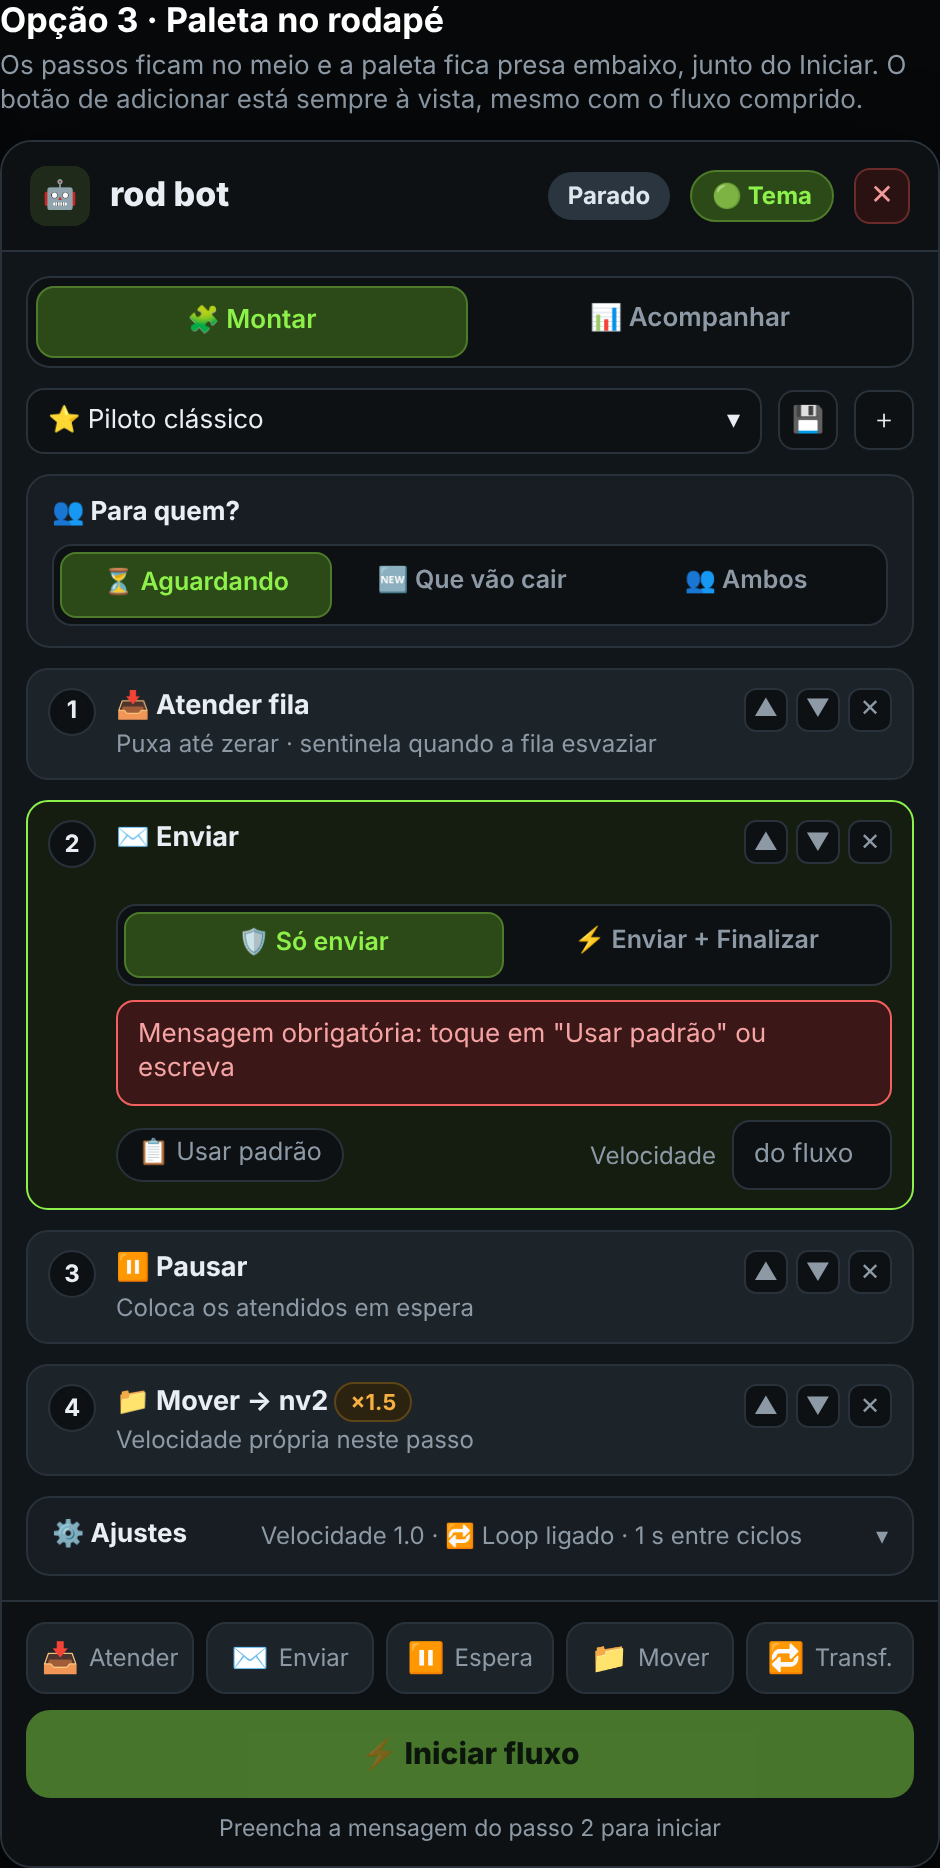 Opção 3 · Paleta no rodapé
Os passos ficam no meio e a paleta fica presa embaixo, junto do Iniciar. O
botão de adicionar está sempre à vista, mesmo com o fluxo comprido.
rod bot
Parado
Tema
✕
Montar
Acompanhar
Piloto clássico
▼
+
Para quem?
Aguardando
NEW Que vão cair
Ambos
1
Atender fila
Puxa até zerar · sentinela quando a fila esvaziar
▲ ▼ ✕
2
Enviar
▲ ▼ ✕
Só enviar
Enviar + Finalizar
Mensagem obrigatória: toque em "Usar padrão" ou
escreva
Usar padrão
Velocidade
do fluxo
3
Pausar
Coloca os atendidos em espera
▲ ▼ ✕
4
Mover → nv2 ×1.5
Velocidade própria neste passo
▲ ▼ ✕
Ajustes
Velocidade 1.0 · 🔁 Loop ligado · 1 s entre ciclos
▼
Atender
Enviar
Espera
Mover
Transf.
Iniciar fluxo
Preencha a mensagem do passo 2 para iniciar